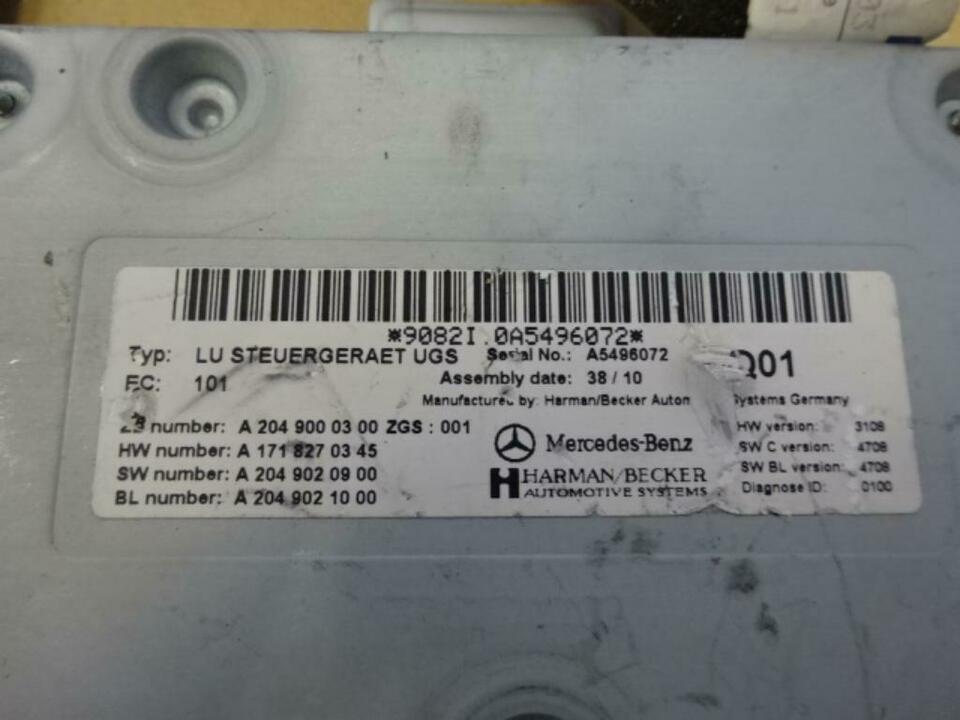 *9082I.0A5496072*
Typ: LU STEUERGERAET UGS Serial No.: A5496072 Q01
EC: 101 Assembly date: 38 / 10
Manufactured by: Harman/Becker Autom Systems Germany
ZB number: A 204 900 0300 ZGS : 001
HW number: A 171 827 03 45
SW number: A 204 902 09 00
BL number: A 204 902 10 00
Mercedes-Benz
HARMAN/BECKER
AUTOMOTIVE SYSTEMS
HW version: 3108
SW C version: 4708
SW BL version: 4708
Diagnose ID: 0100